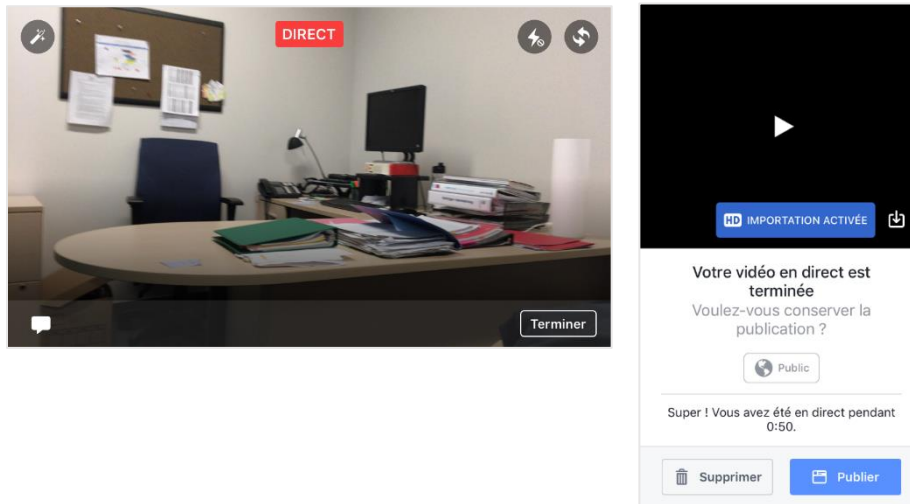 DIRECT
Terminer
HD IMPORTATION ACTIVÉE
Votre vidéo en direct est
terminée
Voulez-vous conserver la
publication ?
Public
Super ! Vous avez été en direct pendant
0:50.
Supprimer
Publier